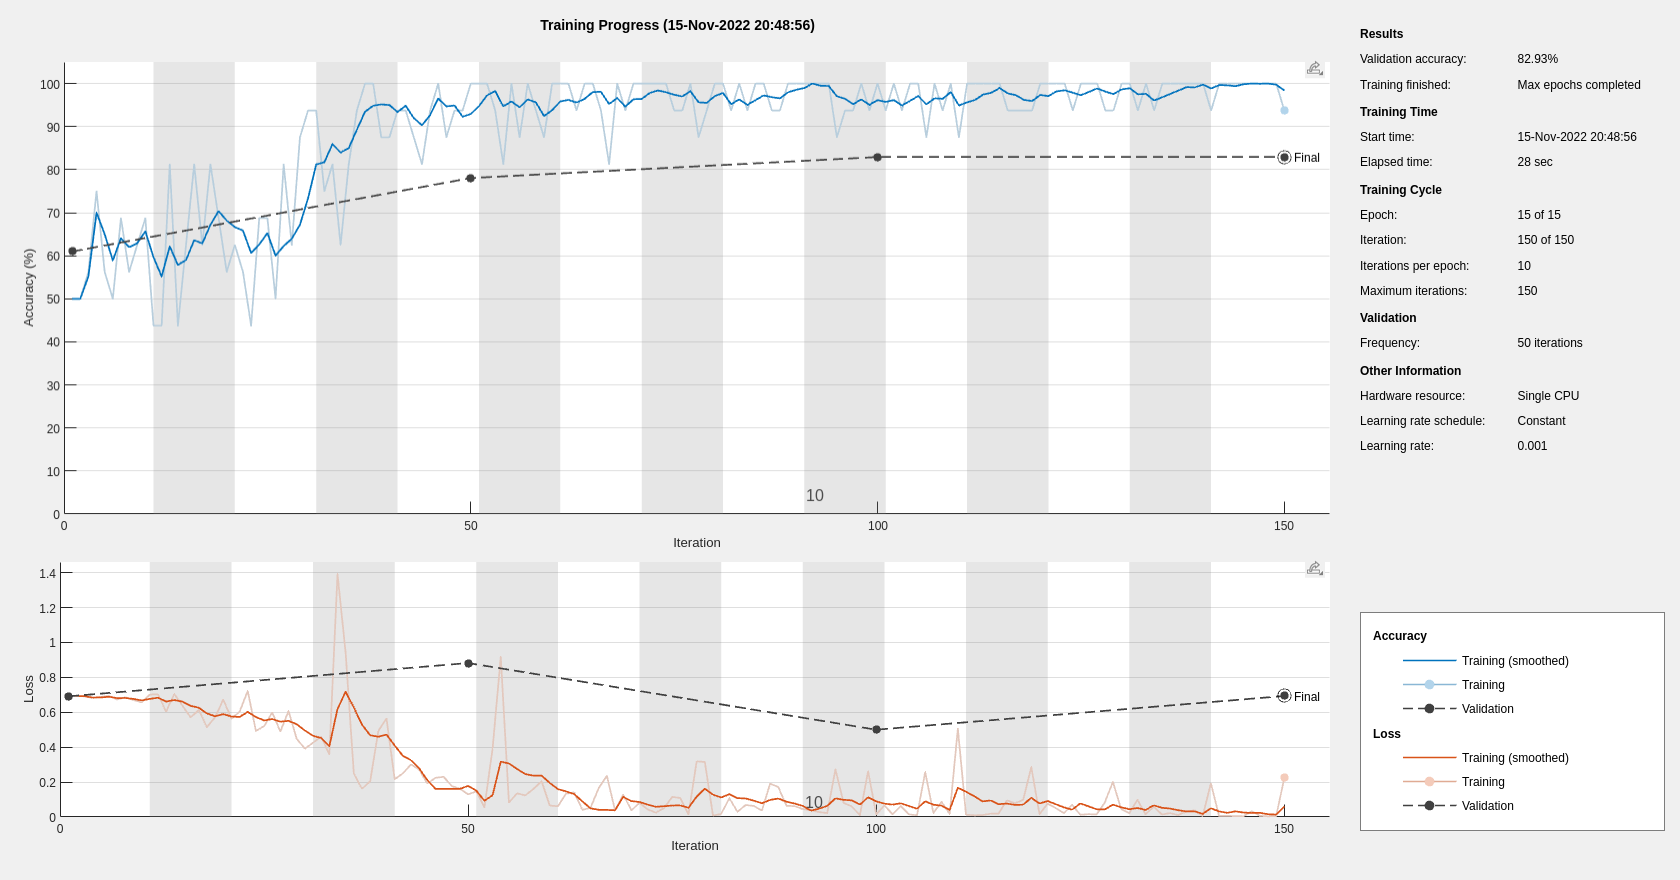 Training Progress (15-Nov-2022 20:48:56)
100
90
80
70
60
50
40
30
20
10
0
Accuracy (%)
Final
10
0
50
100
150
Iteration
1.4
1.2
1
0.8
0.6
0.4
0.2
0
Loss
Final
10
0
50
100
150
Iteration
Results
Validation accuracy: 82.93%
Training finished: Max epochs completed
Training Time
Start time: 15-Nov-2022 20:48:56
Elapsed time: 28 sec
Training Cycle
Epoch: 15 of 15
Iteration: 150 of 150
Iterations per epoch: 10
Maximum iterations: 150
Validation
Frequency: 50 iterations
Other Information
Hardware resource: Single CPU
Learning rate schedule: Constant
Learning rate: 0.001
Accuracy
Training (smoothed)
Training
Validation
Loss
Training (smoothed)
Training
Validation